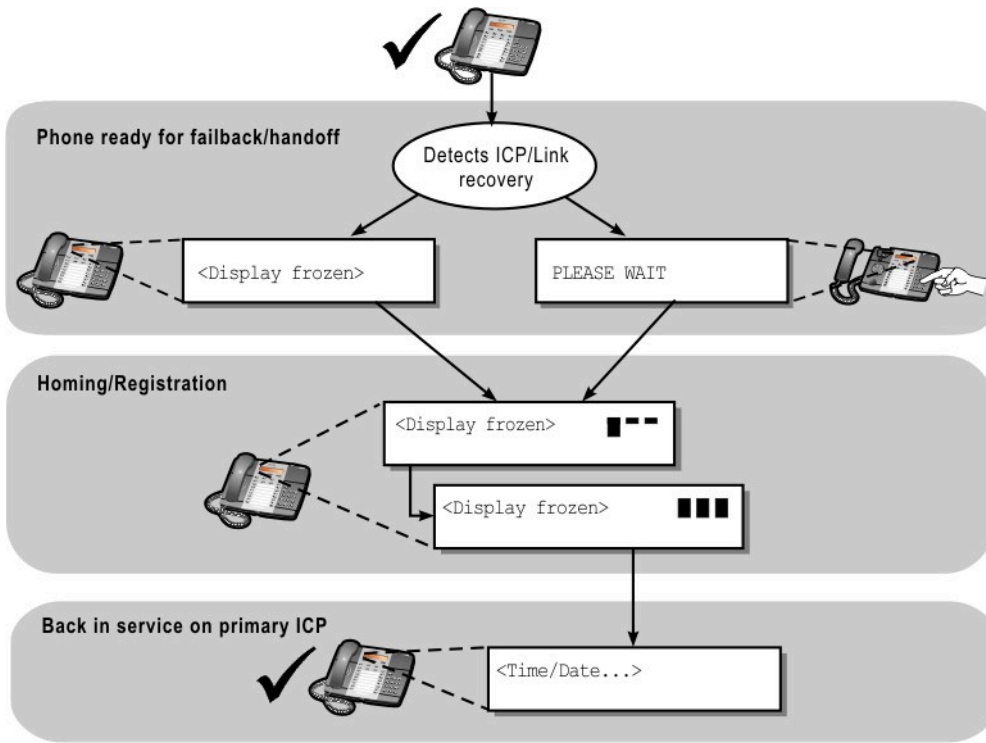 Phone ready for failback/handoff
Detects ICP/Link
recovery
<Display frozen>
PLEASE WAIT
Homing/Registration
<Display frozen>
<Display frozen>
Back in service on primary ICP
<Time/Date...>